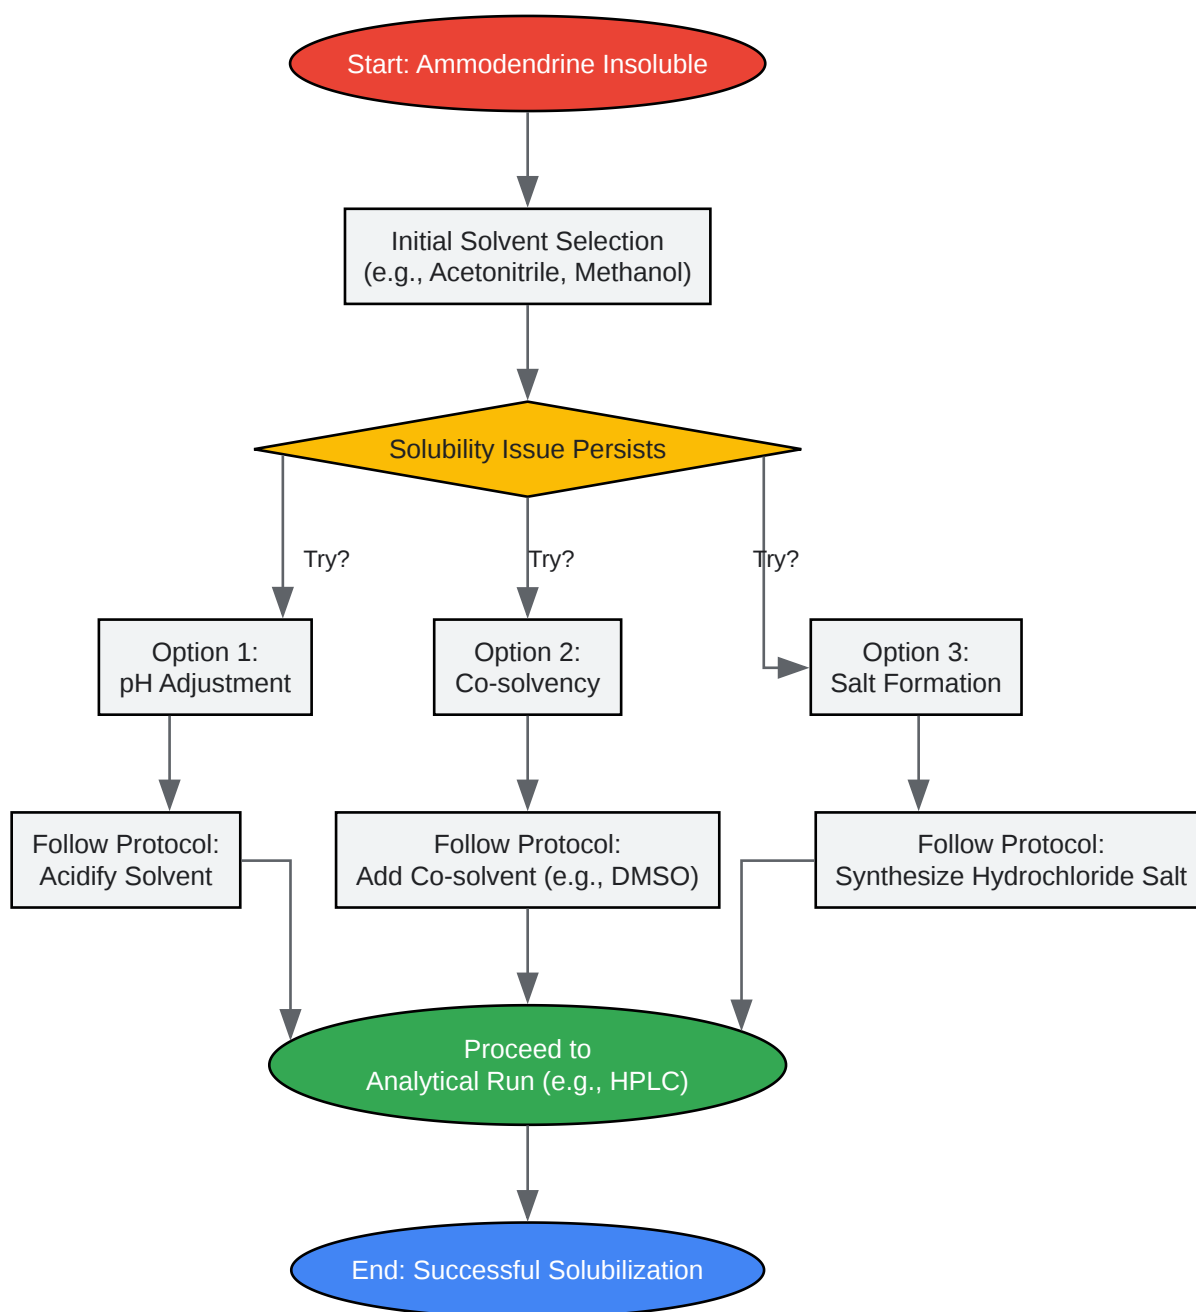 Start: Ammodendrine Insoluble
Initial Solvent Selection
(e.g., Acetonitrile, Methanol)
Solubility Issue Persists
Try?
Try?
Try?
Option 1:
pH Adjustment
Option 2:
Co-solvency
Option 3:
Salt Formation
Follow Protocol:
Acidify Solvent
Follow Protocol:
Add Co-solvent (e.g., DMSO)
Follow Protocol:
Synthesize Hydrochloride Salt
Proceed to
Analytical Run (e.g., HPLC)
End: Successful Solubilization